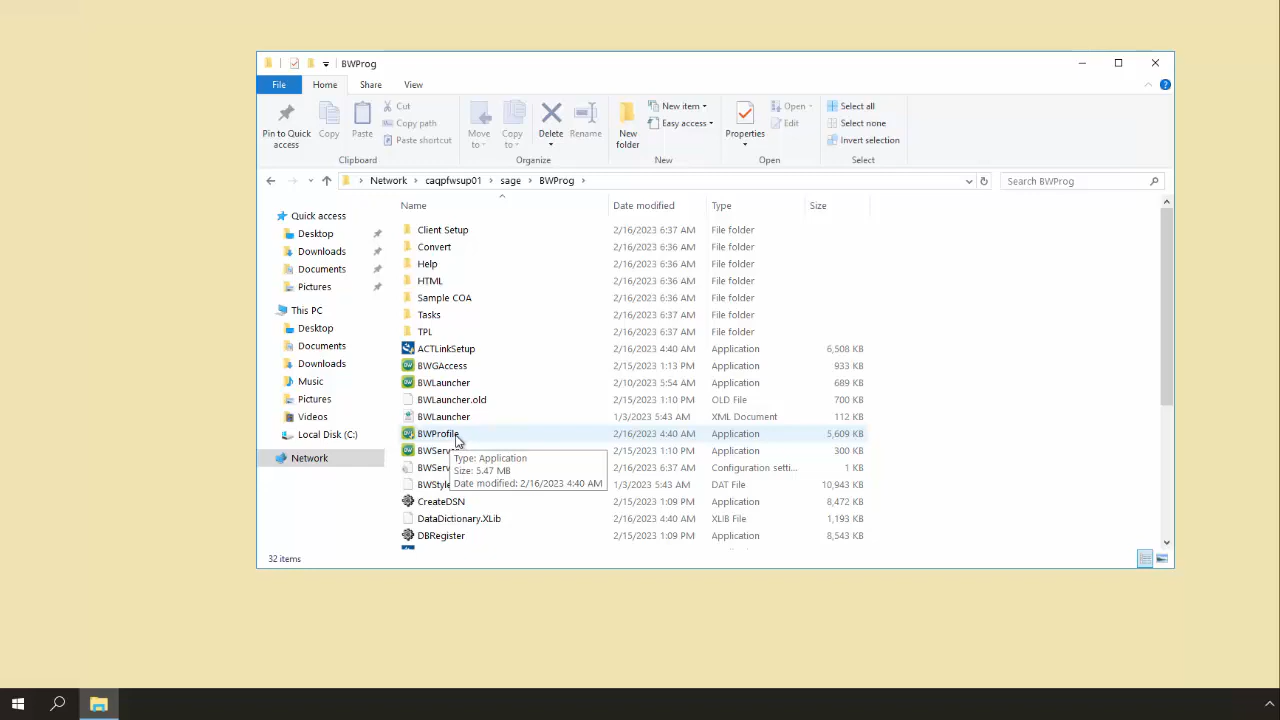 BWProg
File Home Share View
Pin to Quick access
Copy
Paste
Cut
Copy path
Paste shortcut
Clipboard
Move to
Copy to
Delete
Rename
Organize
New folder
New item
Easy access
New
Properties
Open
Edit
Open
Select all
Select none
Invert selection
Select
Network > caqpfwsup01 > sage > BWProg >
Search BWProg
Quick access
Desktop
Downloads
Documents
Pictures
This PC
Desktop
Documents
Downloads
Music
Pictures
Videos
Local Disk (C:)
Network
Name Date modified Type Size
Client Setup 2/16/2023 6:37 AM File folder
Convert 2/16/2023 6:36 AM File folder
Help 2/16/2023 6:36 AM File folder
HTML 2/16/2023 6:36 AM File folder
Sample COA 2/16/2023 6:36 AM File folder
Tasks 2/16/2023 6:37 AM File folder
TPL 2/16/2023 6:37 AM File folder
ACTLinkSetup 2/16/2023 4:40 AM Application 6,508 KB
BWGAccess 2/15/2023 1:13 PM Application 933 KB
BWLauncher 2/10/2023 5:54 AM Application 689 KB
BWLauncher.old 2/15/2023 1:10 PM OLD File 700 KB
BWLauncher 1/3/2023 5:43 AM XML Document 112 KB
BWProfile 2/16/2023 4:40 AM Application 5,609 KB
BWServ 2/15/2023 1:10 PM Application 300 KB
BWServ 2/16/2023 6:37 AM Configuration setti... 1 KB
BWStyle 1/3/2023 5:43 AM DAT File 10,943 KB
Type: Application
Size: 5.47 MB
Date modified: 2/16/2023 4:40 AM
CreateDSN 2/15/2023 1:09 PM Application 8,472 KB
DataDictionary.XLib 2/16/2023 4:40 AM XLIB File 1,193 KB
DBRegister 2/15/2023 1:09 PM Application 8,543 KB
32 items